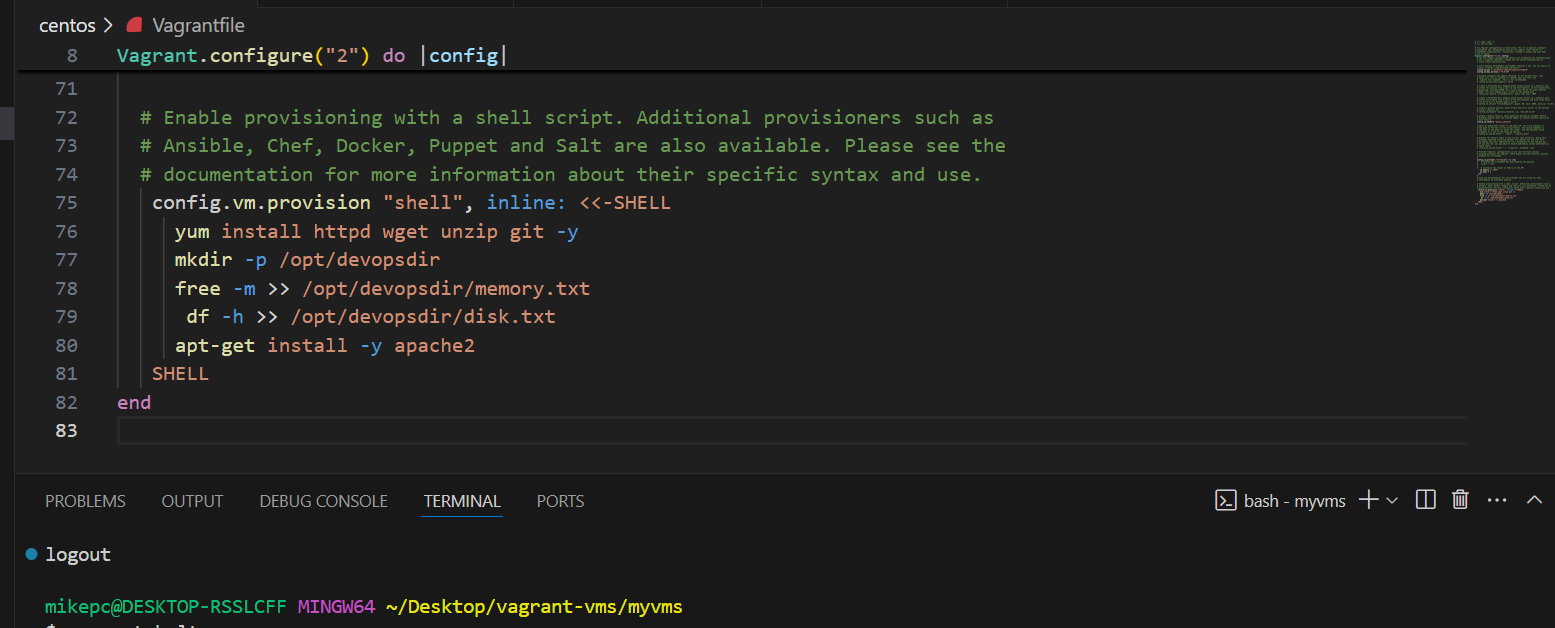 centos > Vagrantfile
8 Vagrant.configure("2") do |config|
71
72 # Enable provisioning with a shell script. Additional provisioners such as
73 # Ansible, Chef, Docker, Puppet and Salt are also available. Please see the
74 # documentation for more information about their specific syntax and use.
75 config.vm.provision "shell", inline: <<-SHELL
76 yum install httpd wget unzip git -y
77 mkdir -p /opt/devopsdir
78 free -m >> /opt/devopsdir/memory.txt
79 df -h >> /opt/devopsdir/disk.txt
80 apt-get install -y apache2
81 SHELL
82 end
83
PROBLEMS OUTPUT DEBUG CONSOLE TERMINAL PORTS bash - myvms
logout
mikepc@DESKTOP-RSSLCFF MINGW64 ~/Desktop/vagrant-vms/myvms